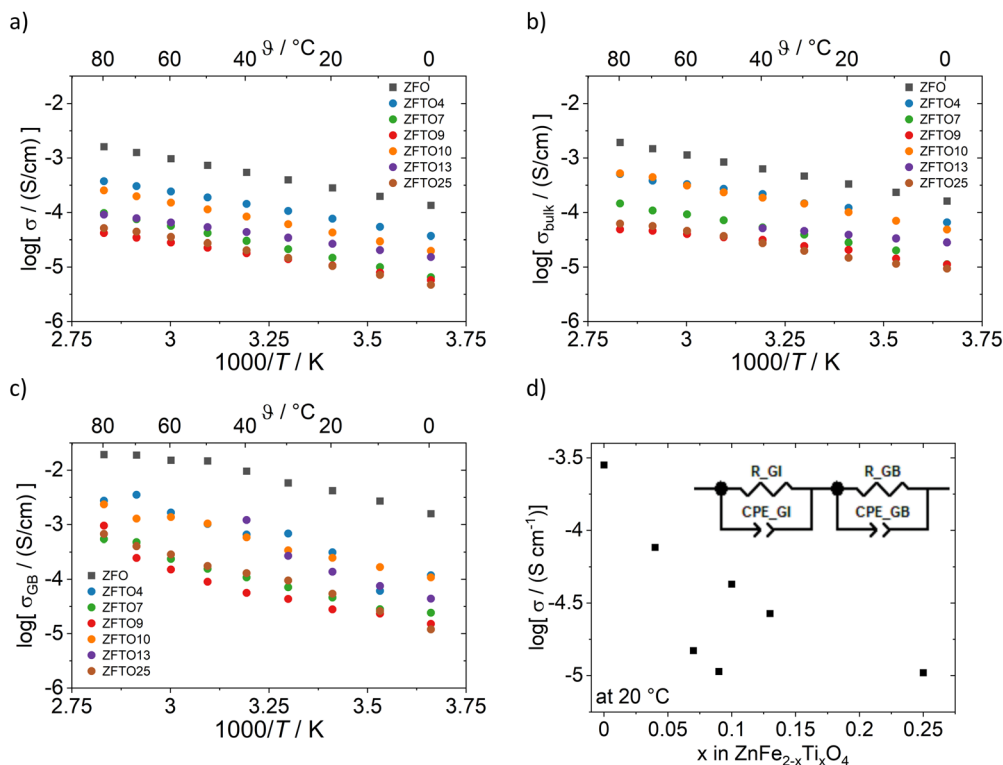 a)
ϑ / °C
80 60 40 20 0
-2
-3
-4
-5
-6
log[ σ / (S/cm) ]
ZFO
ZFTO4
ZFTO7
ZFTO9
ZFTO10
ZFTO13
ZFTO25
2.75 3 3.25 3.5 3.75
1000/T / K
b)
ϑ / °C
80 60 40 20 0
-2
-3
-4
-5
-6
log[ σbulk / (S/cm) ]
ZFO
ZFTO4
ZFTO7
ZFTO9
ZFTO10
ZFTO13
ZFTO25
2.75 3 3.25 3.5 3.75
1000/T / K
c)
ϑ / °C
80 60 40 20 0
-2
-3
-4
-5
-6
log[ σGB / (S/cm) ]
ZFO
ZFTO4
ZFTO7
ZFTO9
ZFTO10
ZFTO13
ZFTO25
2.75 3 3.25 3.5 3.75
1000/T / K
d)
-3.5
-4
-4.5
-5
log[ σ / (S cm⁻¹)]
R_GI R_GB
CPE_GI CPE_GB
at 20 °C
0 0.05 0.1 0.15 0.2 0.25
x in ZnFe₂₋ₓTiₓO₄